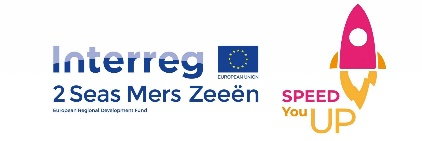 Interreg
EUROPEAN UNION
2 Seas Mers Zeeën
European Regional Development Fund
SPEED
You UP